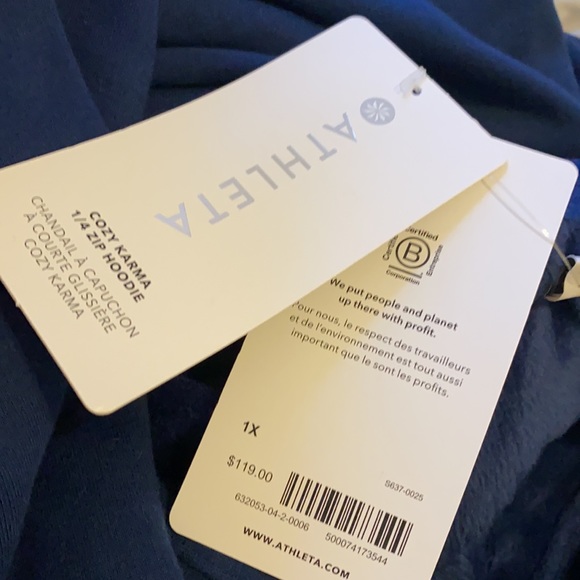 ATHLETA
COZY KARMA
1/4 ZIP HOODIE
CHANDAIL À CAPUCHON
À COURTE GLISSIÈRE
COZY KARMA
Certified
B
Corporation
Entreprise
We put people and planet
up there with profit.
Pour nous, le respect des travailleurs
et de l'environnement est tout aussi
important que le sont les profits.
1X
$119.00
S637-0025
632053-04-2-0006
500074173544
WWW.ATHLETA.COM